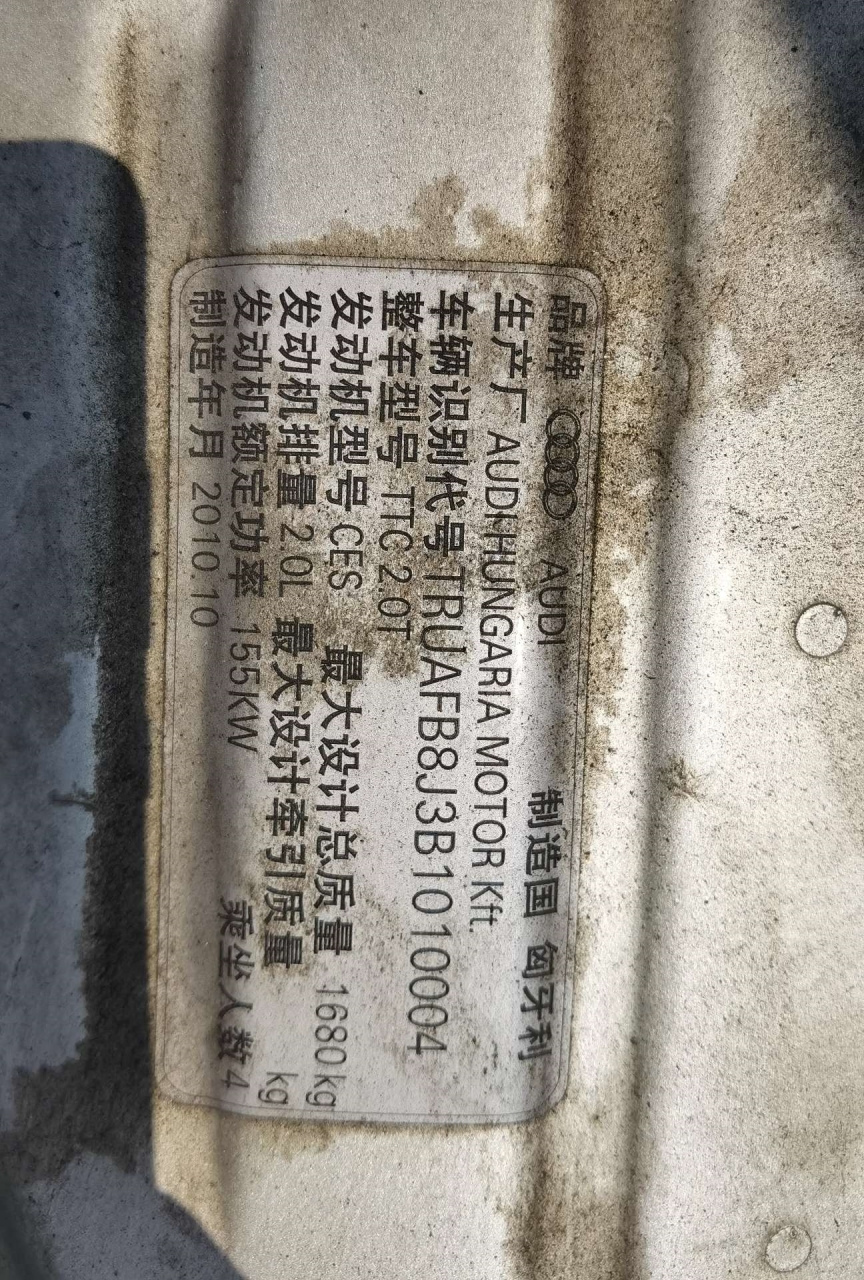 品牌 AUDI 制造国 匈牙利
生产厂 AUDI HUNGARIA MOTOR Kft.
车辆识别代号 TRUAFB8J3B1010004
整车型号 TTC 2.0T
发动机型号 CES 最大设计总质量 1680 kg
发动机排量 2.0L 最大设计牵引质量 kg
发动机额定功率 155KW 乘坐人数 4
制造年月 2010.10